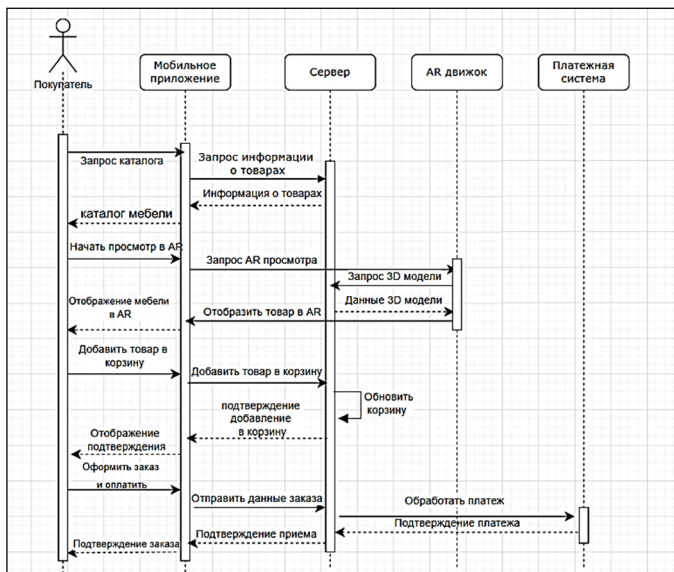 Покупатель
Мобильное
приложение
Сервер
AR движок
Платежная
система
Запрос каталога
Запрос информации
о товарах
Информация о товарах
каталог мебели
Начать просмотр в AR
Запрос AR просмотра
Запрос 3D модели
Данные 3D модели
Отображение мебели
в AR
Отобразить товар в AR
Добавить товар в
корзину
Добавить товар в корзину
Обновить
корзину
подтверждение
добавление
в корзину
Отображение
подтверждения
Оформить заказ
и оплатить
Отправить данные заказа
Обработать платеж
Подтверждение платежа
Подтверждение приема
Подтверждение заказа